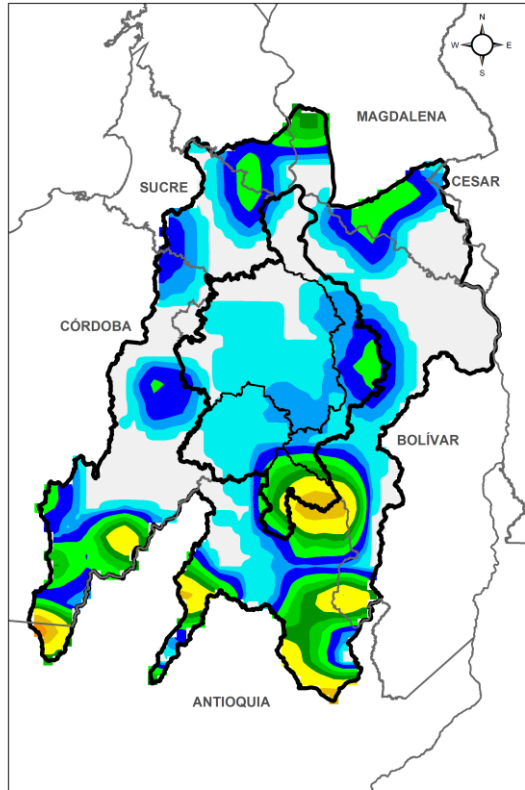 N
W E
S
MAGDALENA
CESAR
SUCRE
CÓRDOBA
BOLÍVAR
ANTIOQUIA